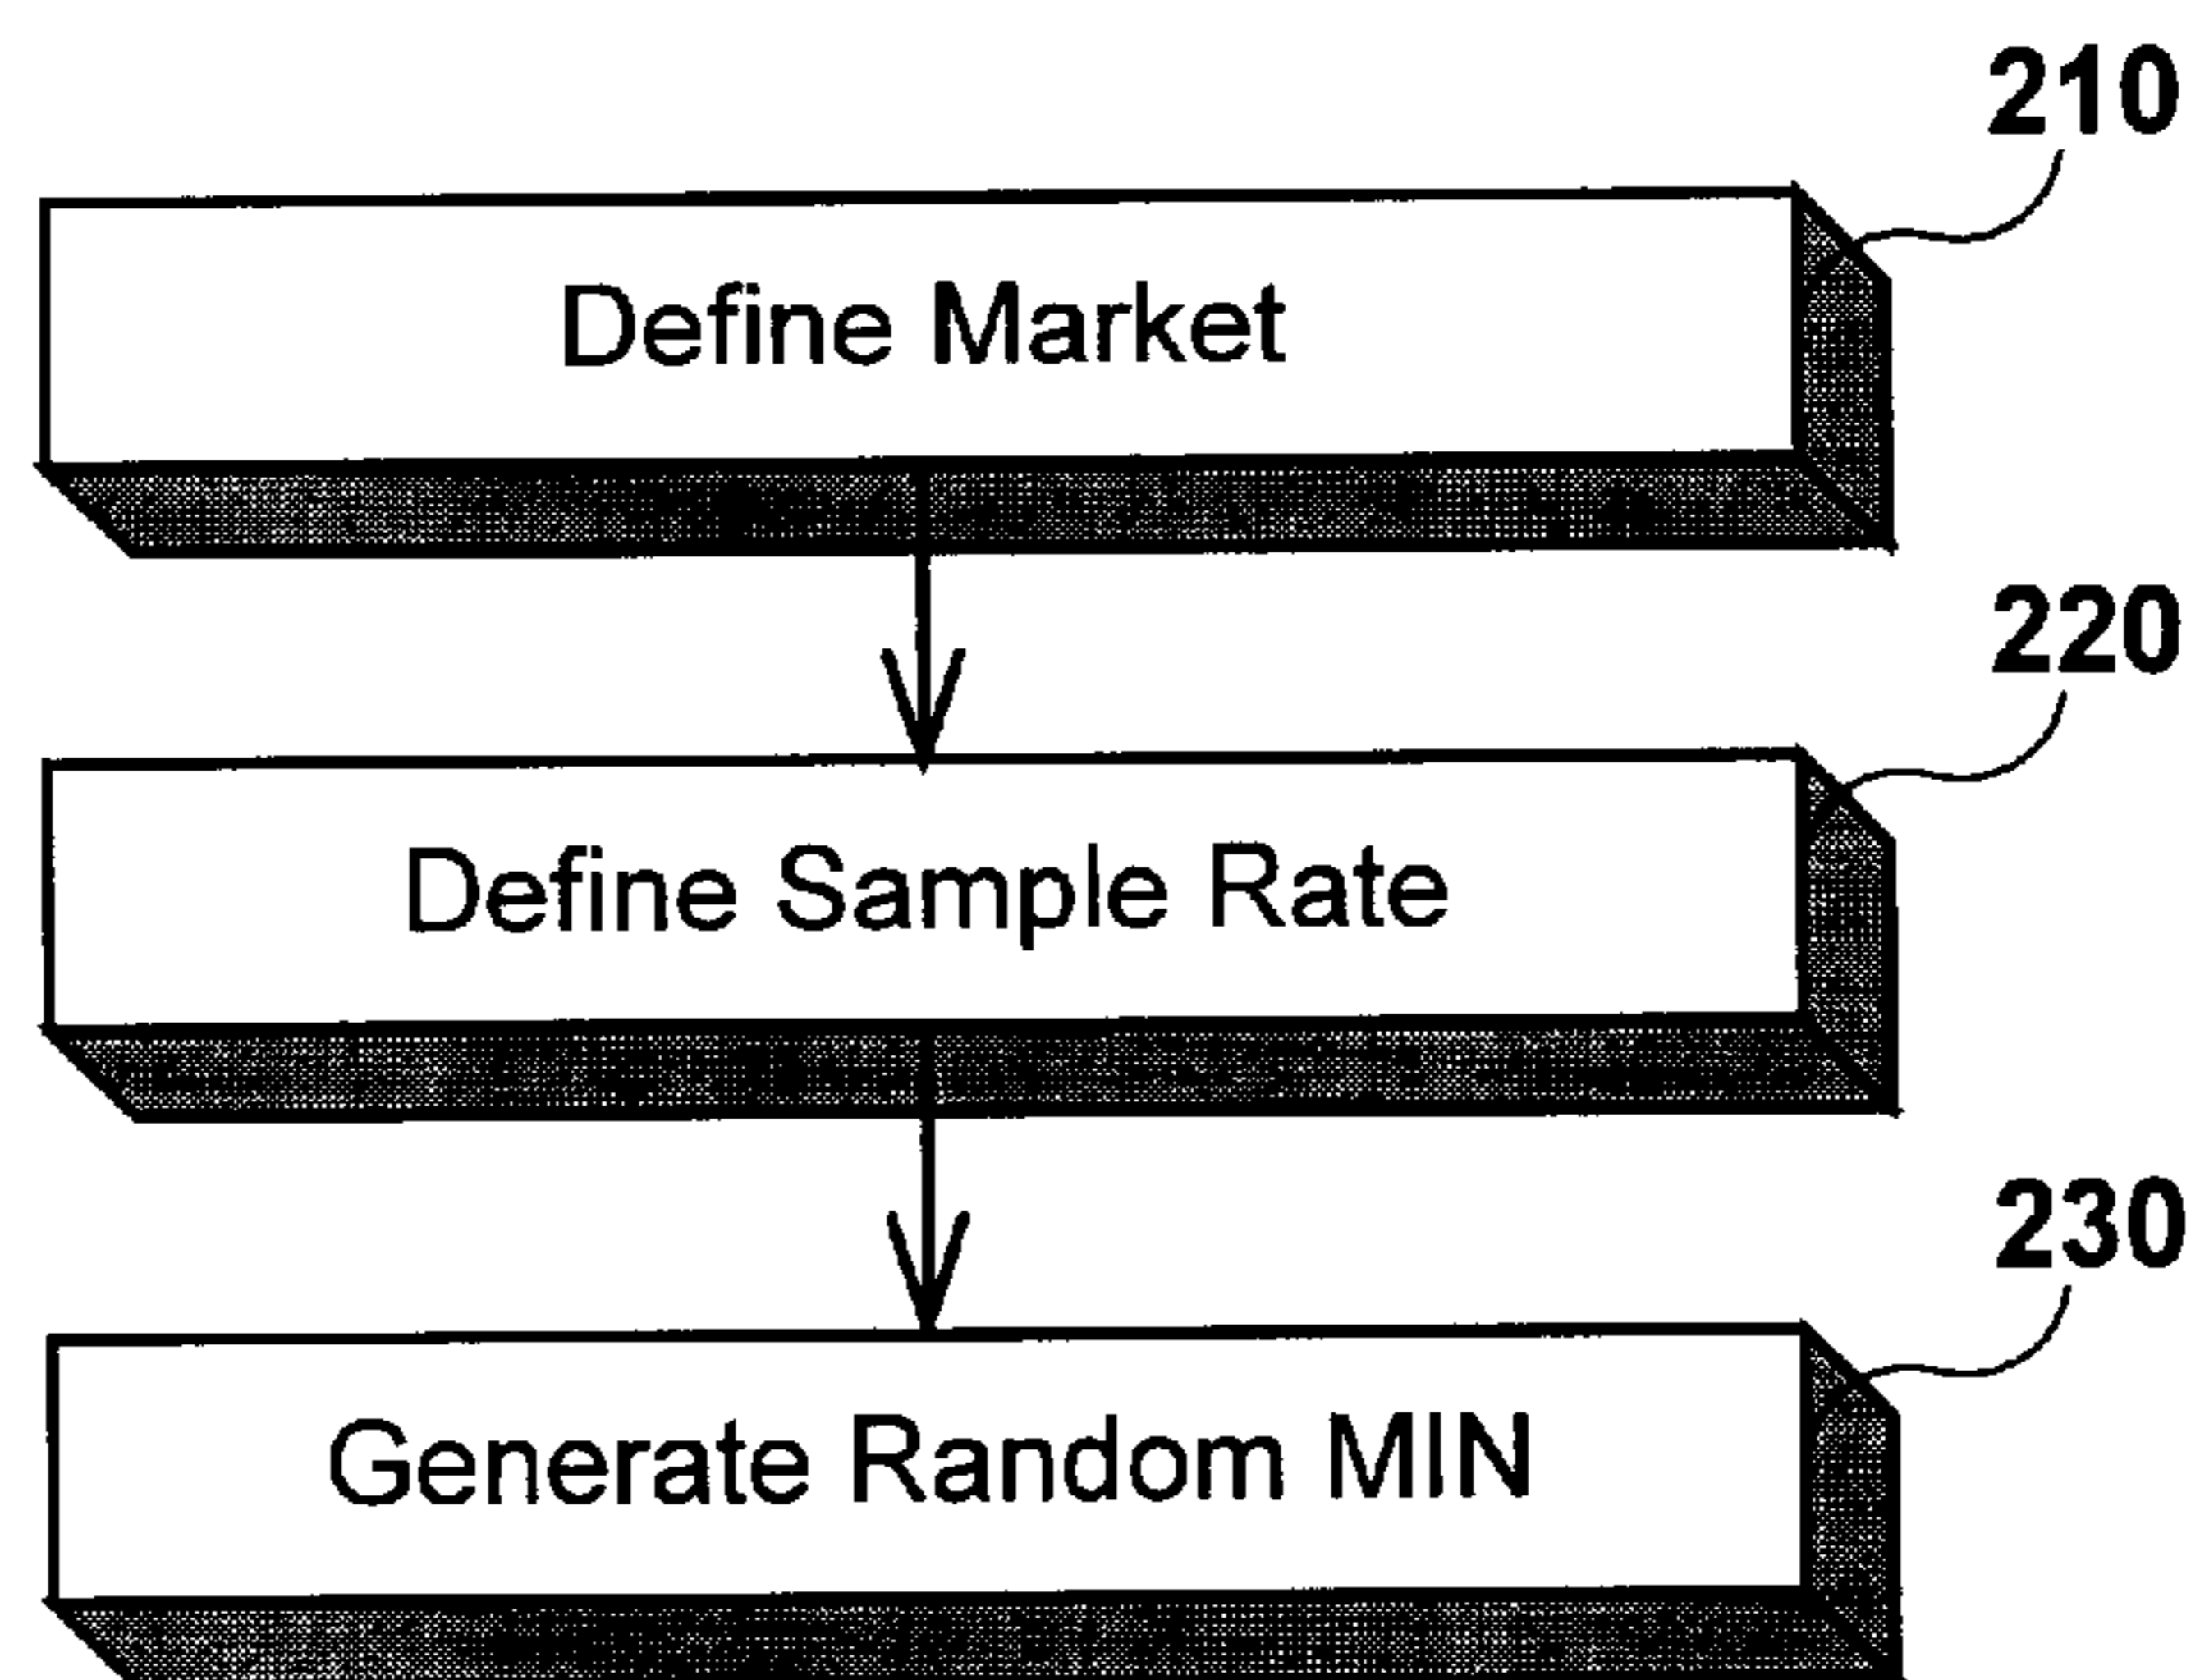 210
Define Market
220
Define Sample Rate
230
Generate Random MIN